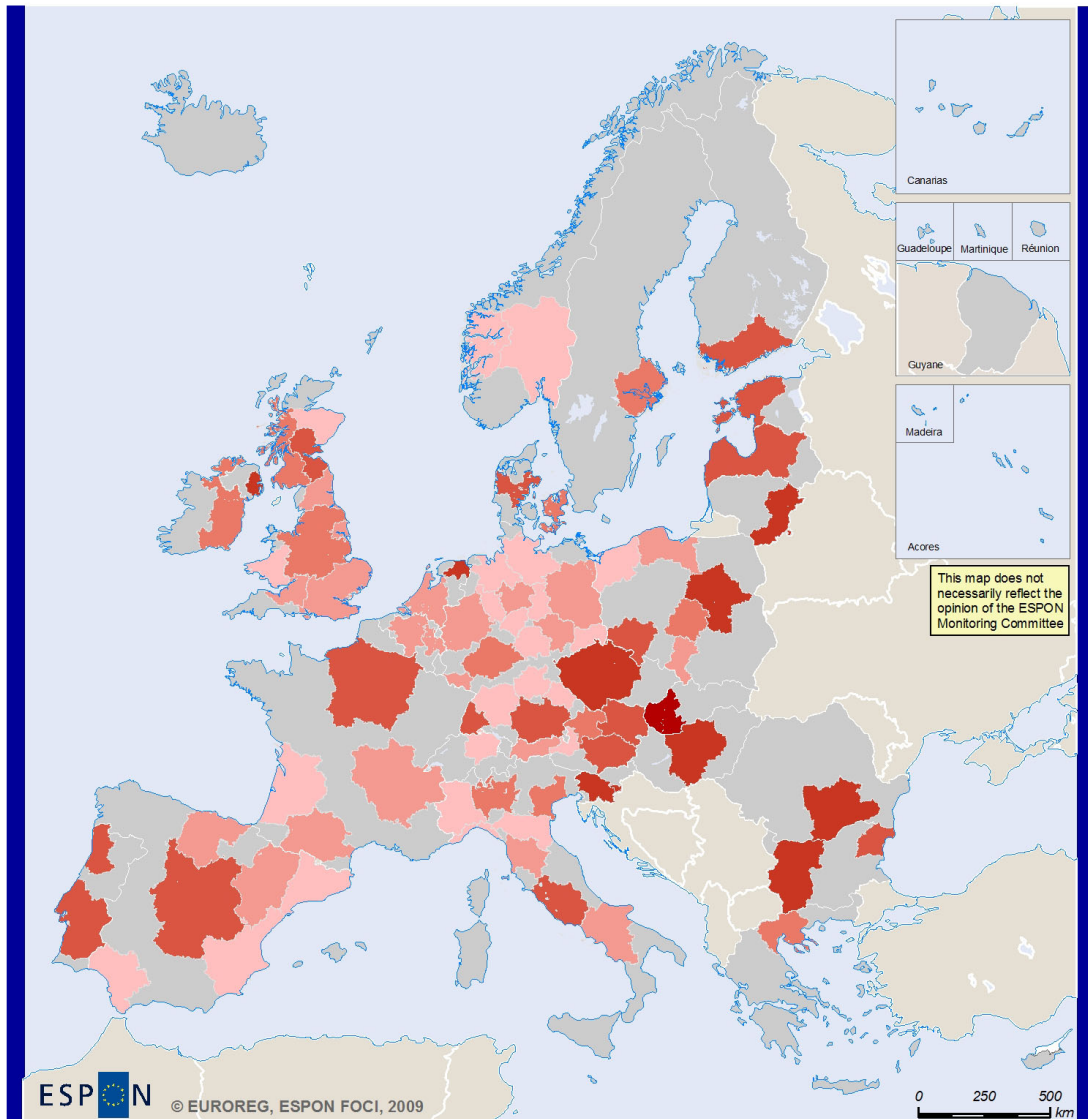 Canarias
Guadeloupe
Martinique
Réunion
Guyane
Madeira
Acores
This map does not
necessarily reflect the
opinion of the ESPON
Monitoring Committee
ESPON
© EUROREG, ESPON FOCI, 2009
0 250 500
km